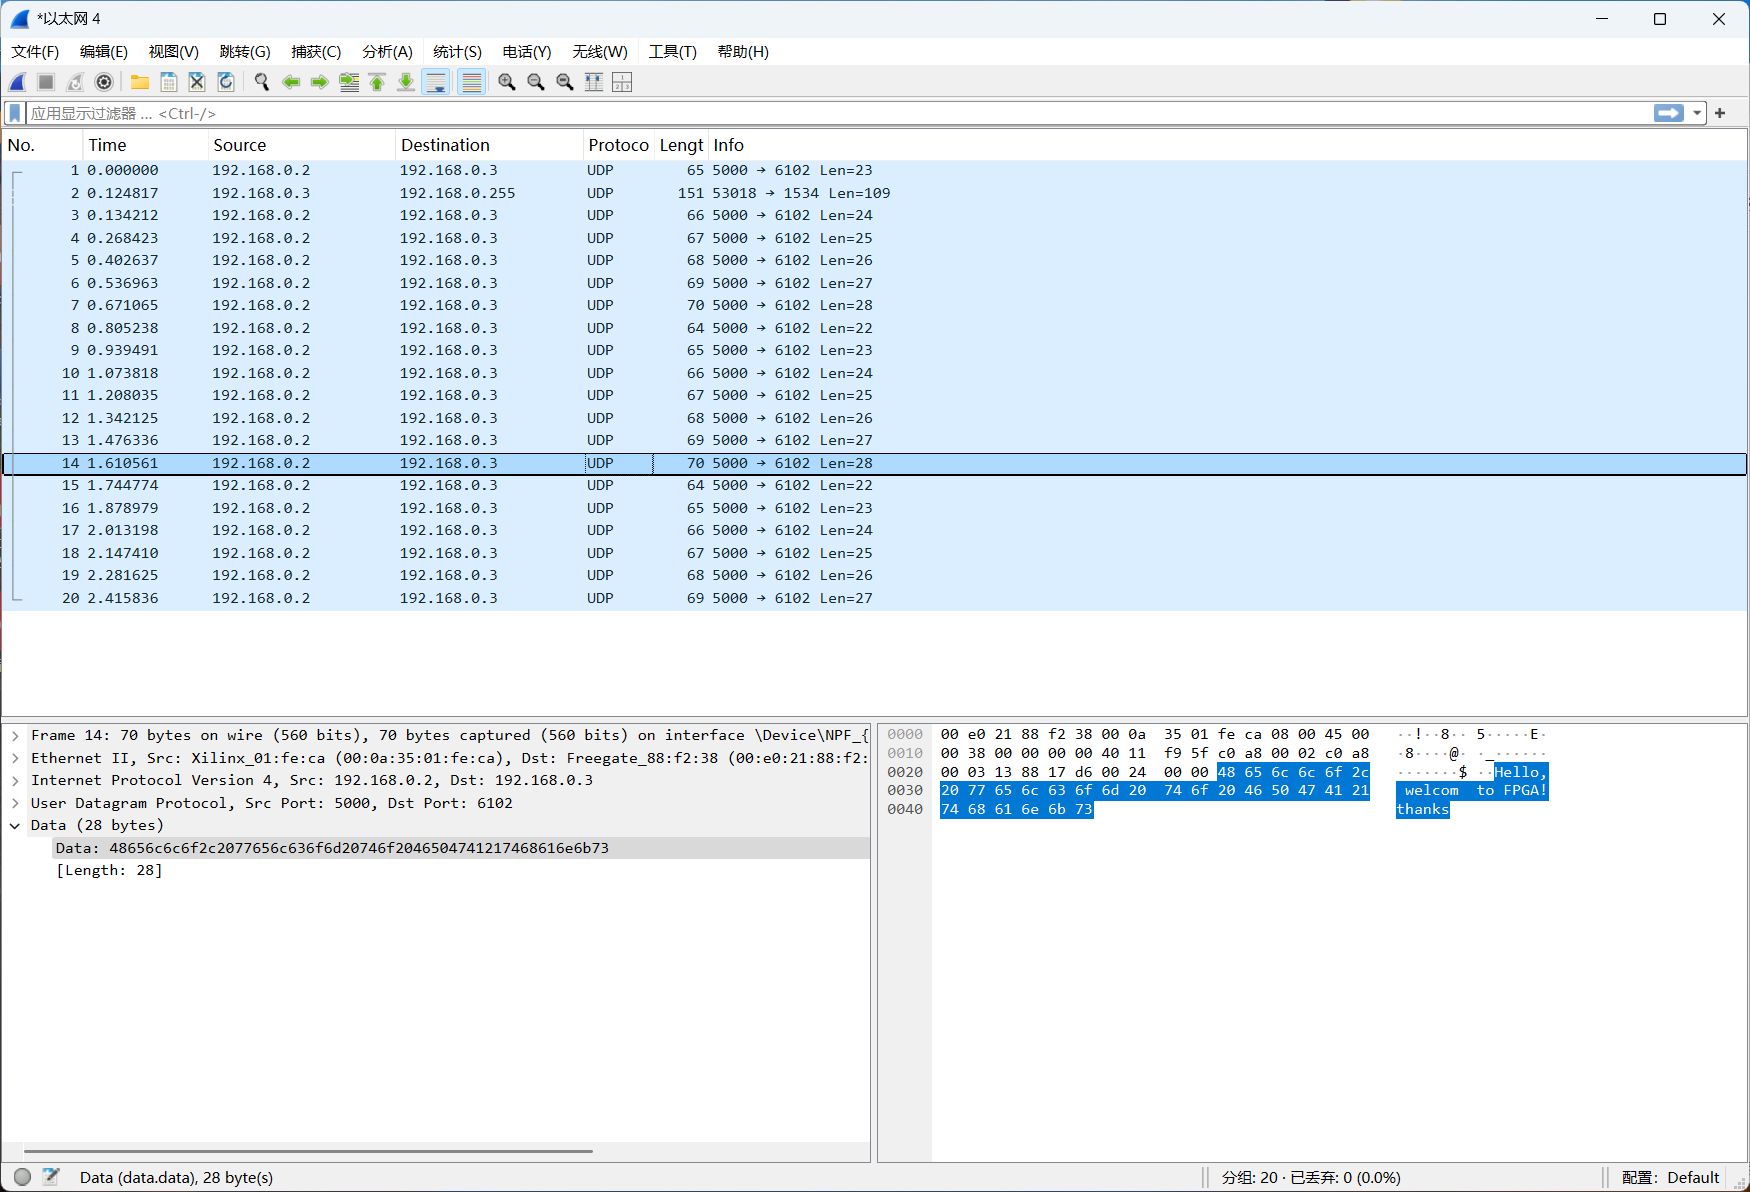 *以太网 4
文件(F) 编辑(E) 视图(V) 跳转(G) 捕获(C) 分析(A) 统计(S) 电话(Y) 无线(W) 工具(T) 帮助(H)
应用显示过滤器 … <Ctrl-/>
No. Time Source Destination Protoco Lengt Info
1 0.000000 192.168.0.2 192.168.0.3 UDP 65 5000 → 6102 Len=23
2 0.124817 192.168.0.3 192.168.0.255 UDP 151 53018 → 1534 Len=109
3 0.134212 192.168.0.2 192.168.0.3 UDP 66 5000 → 6102 Len=24
4 0.268423 192.168.0.2 192.168.0.3 UDP 67 5000 → 6102 Len=25
5 0.402637 192.168.0.2 192.168.0.3 UDP 68 5000 → 6102 Len=26
6 0.536963 192.168.0.2 192.168.0.3 UDP 69 5000 → 6102 Len=27
7 0.671065 192.168.0.2 192.168.0.3 UDP 70 5000 → 6102 Len=28
8 0.805238 192.168.0.2 192.168.0.3 UDP 64 5000 → 6102 Len=22
9 0.939491 192.168.0.2 192.168.0.3 UDP 65 5000 → 6102 Len=23
10 1.073818 192.168.0.2 192.168.0.3 UDP 66 5000 → 6102 Len=24
11 1.208035 192.168.0.2 192.168.0.3 UDP 67 5000 → 6102 Len=25
12 1.342125 192.168.0.2 192.168.0.3 UDP 68 5000 → 6102 Len=26
13 1.476336 192.168.0.2 192.168.0.3 UDP 69 5000 → 6102 Len=27
14 1.610561 192.168.0.2 192.168.0.3 UDP 70 5000 → 6102 Len=28
15 1.744774 192.168.0.2 192.168.0.3 UDP 64 5000 → 6102 Len=22
16 1.878979 192.168.0.2 192.168.0.3 UDP 65 5000 → 6102 Len=23
17 2.013198 192.168.0.2 192.168.0.3 UDP 66 5000 → 6102 Len=24
18 2.147410 192.168.0.2 192.168.0.3 UDP 67 5000 → 6102 Len=25
19 2.281625 192.168.0.2 192.168.0.3 UDP 68 5000 → 6102 Len=26
20 2.415836 192.168.0.2 192.168.0.3 UDP 69 5000 → 6102 Len=27
Frame 14: 70 bytes on wire (560 bits), 70 bytes captured (560 bits) on interface \Device\NPF_{
Ethernet II, Src: Xilinx_01:fe:ca (00:0a:35:01:fe:ca), Dst: Freegate_88:f2:38 (00:e0:21:88:f2:
Internet Protocol Version 4, Src: 192.168.0.2, Dst: 192.168.0.3
User Datagram Protocol, Src Port: 5000, Dst Port: 6102
Data (28 bytes)
Data: 48656c6c6f2c2077656c636f6d20746f20465047412174​68616e6b73
[Length: 28]
0000 00 e0 21 88 f2 38 00 0a 35 01 fe ca 08 00 45 00 ··!··8·· 5·····E·
0010 00 38 00 00 00 00 40 11 f9 5f c0 a8 00 02 c0 a8 ·8····@· ·_······
0020 00 03 13 88 17 d6 00 24 00 00 48 65 6c 6c 6f 2c ·······$ ··Hello,
0030 20 77 65 6c 63 6f 6d 20 74 6f 20 46 50 47 41 21 welcom to FPGA!
0040 74 68 61 6e 6b 73 thanks
Data (data.data), 28 byte(s) 分组: 20 · 已丢弃: 0 (0.0%) 配置: Default